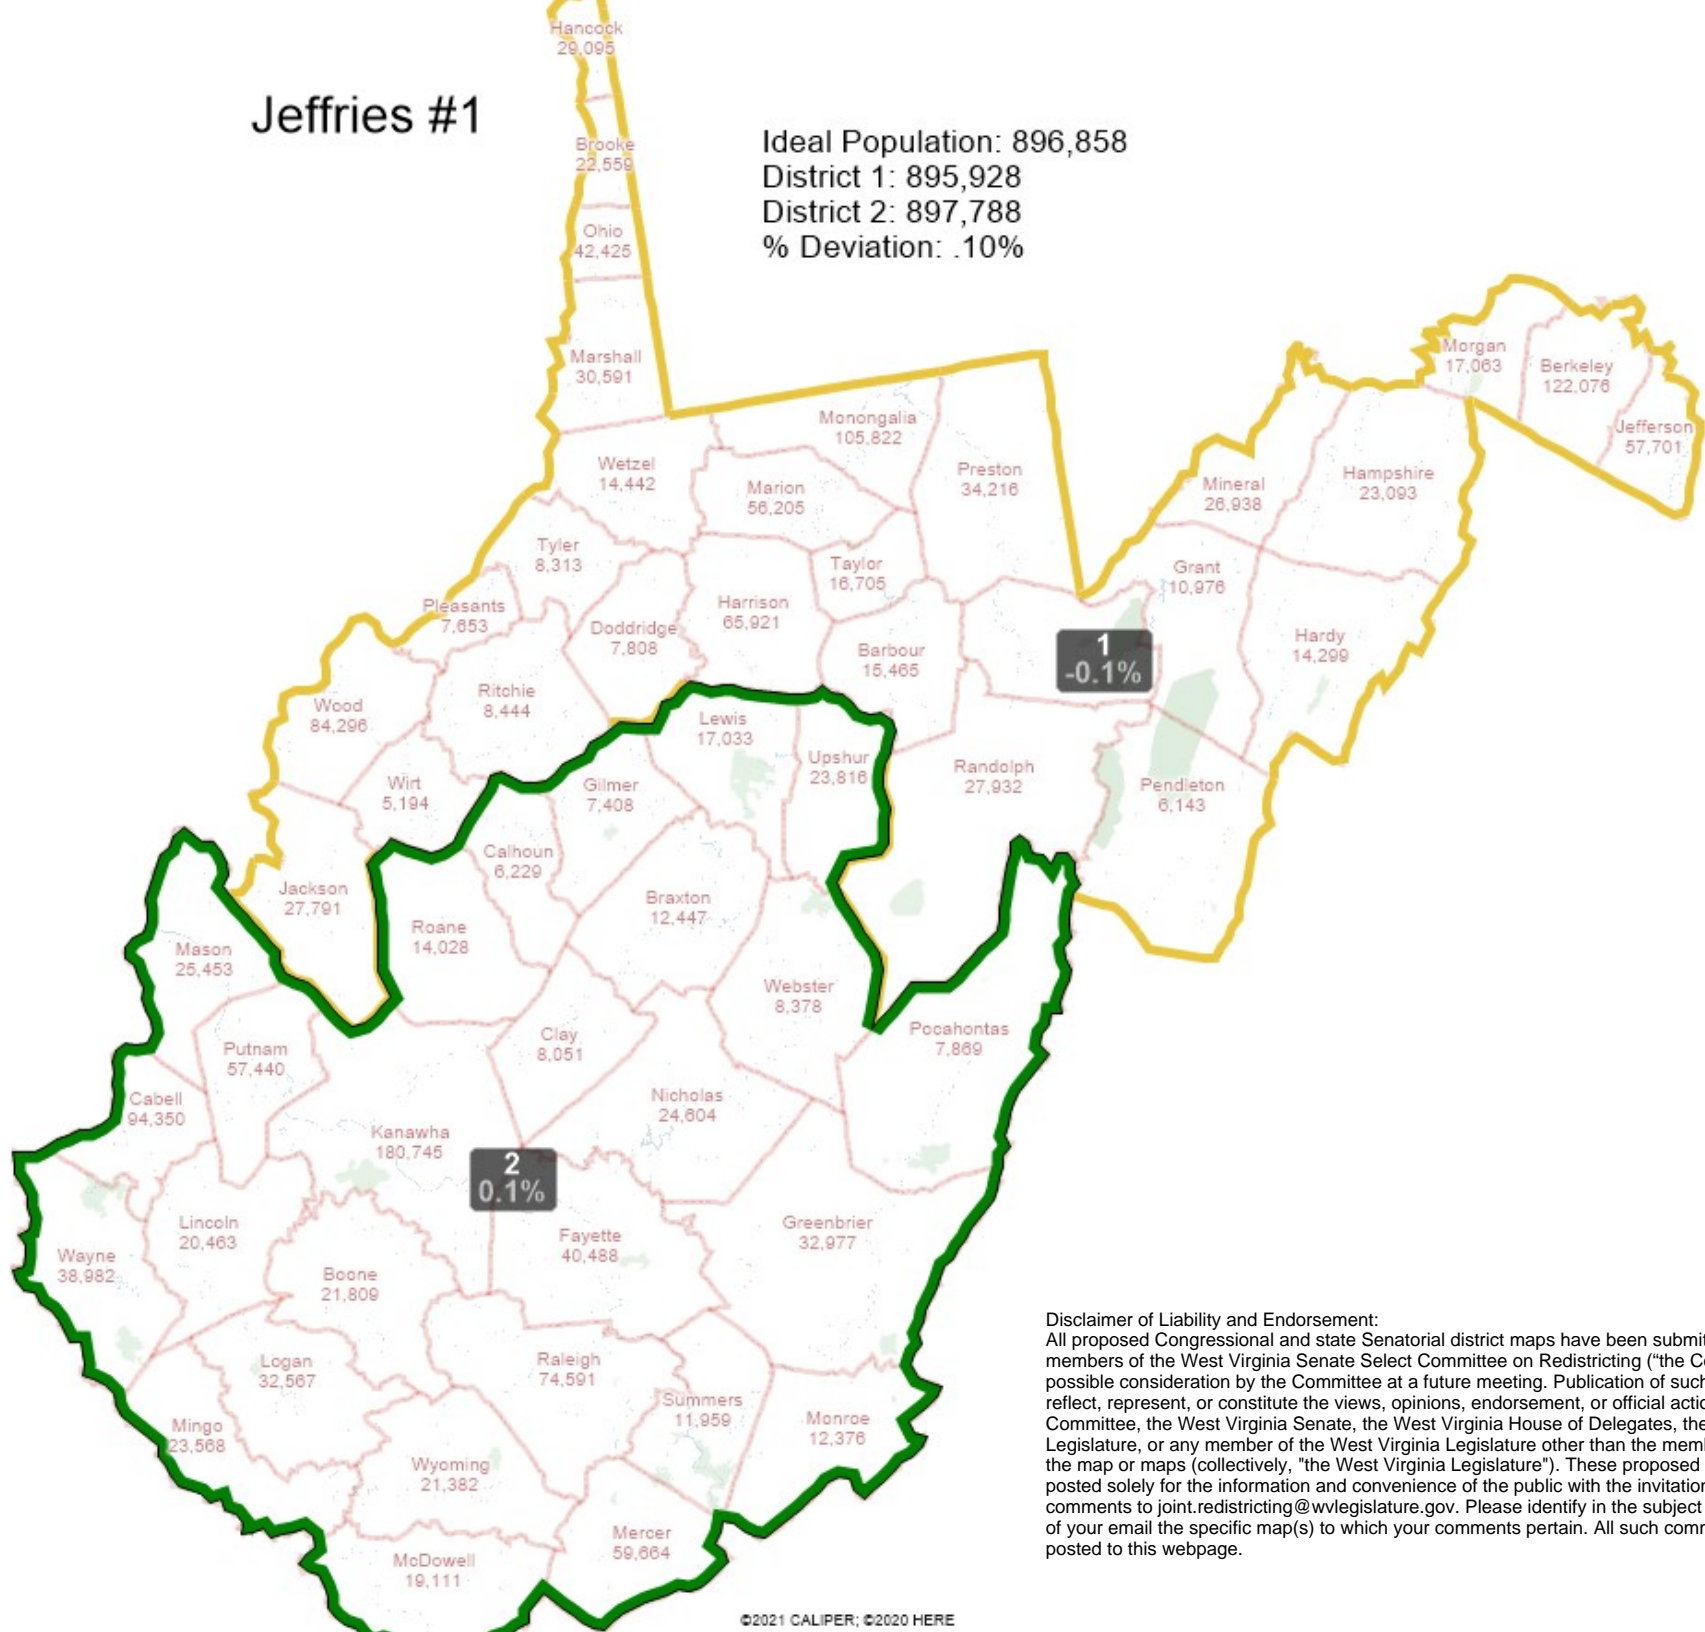 Hancock
29,095
Jeffries #1
Ideal Population: 896,858
District 1: 895,928
District 2: 897,788
% Deviation: .10%
Brooke
22,559
Ohio
42,425
Marshall
30,591
Morgan
17,063
Berkeley
122,076
Jefferson
57,701
Monongalia
105,822
Wetzel
14,442
Marion
56,205
Preston
34,216
Mineral
26,938
Hampshire
23,093
Tyler
8,313
Taylor
16,705
Grant
10,976
Pleasants
7,653
Doddridge
7,808
Harrison
65,921
Barbour
15,465
1
-0.1%
Hardy
14,299
Wood
84,296
Ritchie
8,444
Lewis
17,033
Upshur
23,816
Randolph
27,932
Pendleton
6,143
Wirt
5,194
Gilmer
7,408
Calhoun
6,229
Jackson
27,791
Roane
14,028
Braxton
12,447
Mason
25,453
Webster
8,378
Pocahontas
7,869
Putnam
57,440
Clay
8,051
Cabell
94,350
Nicholas
24,604
Kanawha
180,745
2
0.1%
Lincoln
20,463
Fayette
40,488
Greenbrier
32,977
Wayne
38,982
Boone
21,809
Logan
32,567
Raleigh
74,591
Summers
11,959
Monroe
12,376
Mingo
23,568
Wyoming
21,382
Mercer
59,664
McDowell
19,111
Disclaimer of Liability and Endorsement:
All proposed Congressional and state Senatorial district maps have been submit
members of the West Virginia Senate Select Committee on Redistricting (“the C
possible consideration by the Committee at a future meeting. Publication of such
reflect, represent, or constitute the views, opinions, endorsement, or official actio
Committee, the West Virginia Senate, the West Virginia House of Delegates, the
Legislature, or any member of the West Virginia Legislature other than the mem
the map or maps (collectively, "the West Virginia Legislature"). These proposed
posted solely for the information and convenience of the public with the invitation
comments to joint.redistricting@wvlegislature.gov. Please identify in the subject
of your email the specific map(s) to which your comments pertain. All such com
posted to this webpage.
©2021 CALIPER; ©2020 HERE